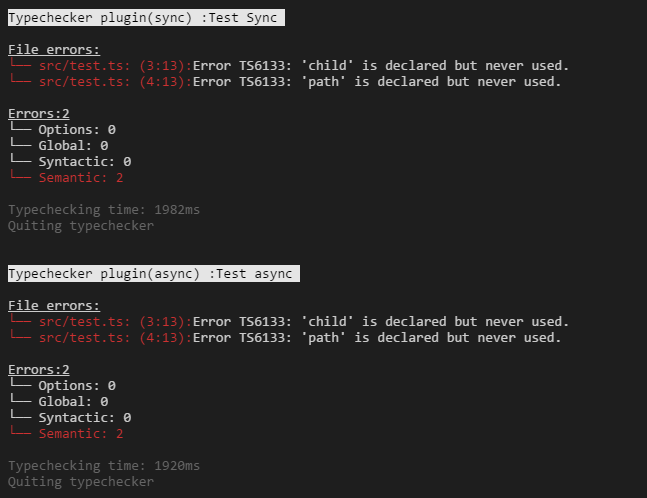 Typechecker plugin(sync) :Test Sync
File errors:
└── src/test.ts: (3:13):Error TS6133: 'child' is declared but never used.
└── src/test.ts: (4:13):Error TS6133: 'path' is declared but never used.
Errors:2
└── Options: 0
└── Global: 0
└── Syntactic: 0
└── Semantic: 2
Typechecking time: 1982ms
Quiting typechecker
Typechecker plugin(async) :Test async
File errors:
└── src/test.ts: (3:13):Error TS6133: 'child' is declared but never used.
└── src/test.ts: (4:13):Error TS6133: 'path' is declared but never used.
Errors:2
└── Options: 0
└── Global: 0
└── Syntactic: 0
└── Semantic: 2
Typechecking time: 1920ms
Quiting typechecker